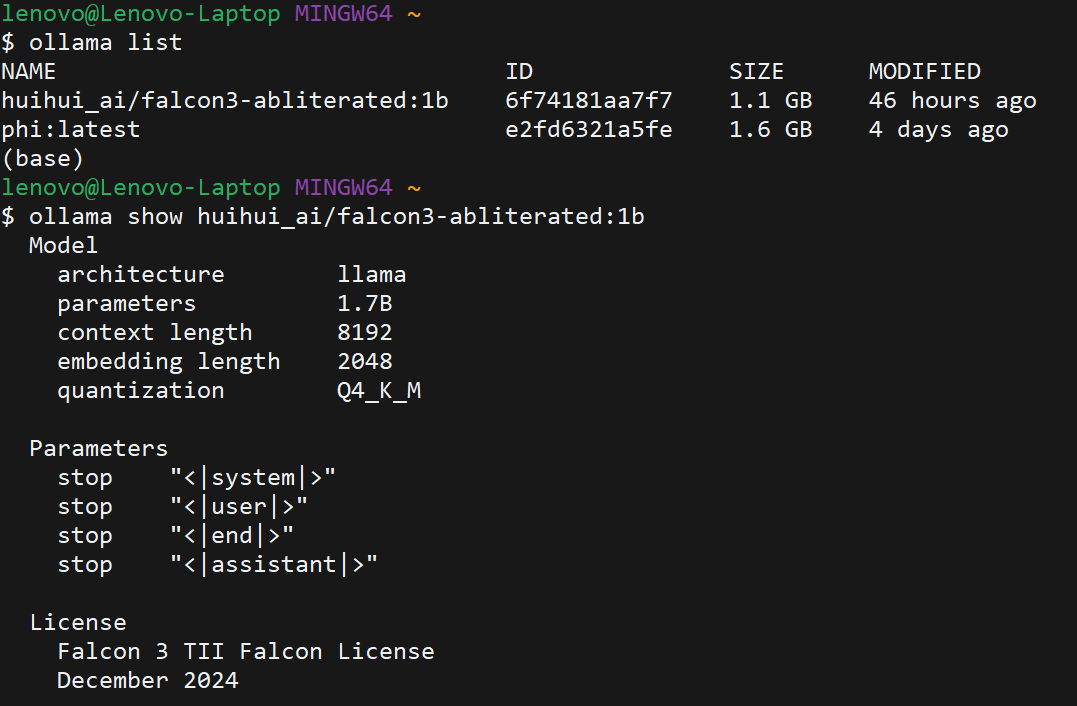 lenovo@Lenovo-Laptop MINGW64 ~
$ ollama list
NAME                                ID              SIZE      MODIFIED
huihui_ai/falcon3-abliterated:1b    6f74181aa7f7    1.1 GB    46 hours ago
phi:latest                          e2fd6321a5fe    1.6 GB    4 days ago
(base)
lenovo@Lenovo-Laptop MINGW64 ~
$ ollama show huihui_ai/falcon3-abliterated:1b
  Model
    architecture        llama
    parameters          1.7B
    context length      8192
    embedding length    2048
    quantization        Q4_K_M

  Parameters
    stop    "<|system|>"
    stop    "<|user|>"
    stop    "<|end|>"
    stop    "<|assistant|>"

  License
    Falcon 3 TII Falcon License
    December 2024